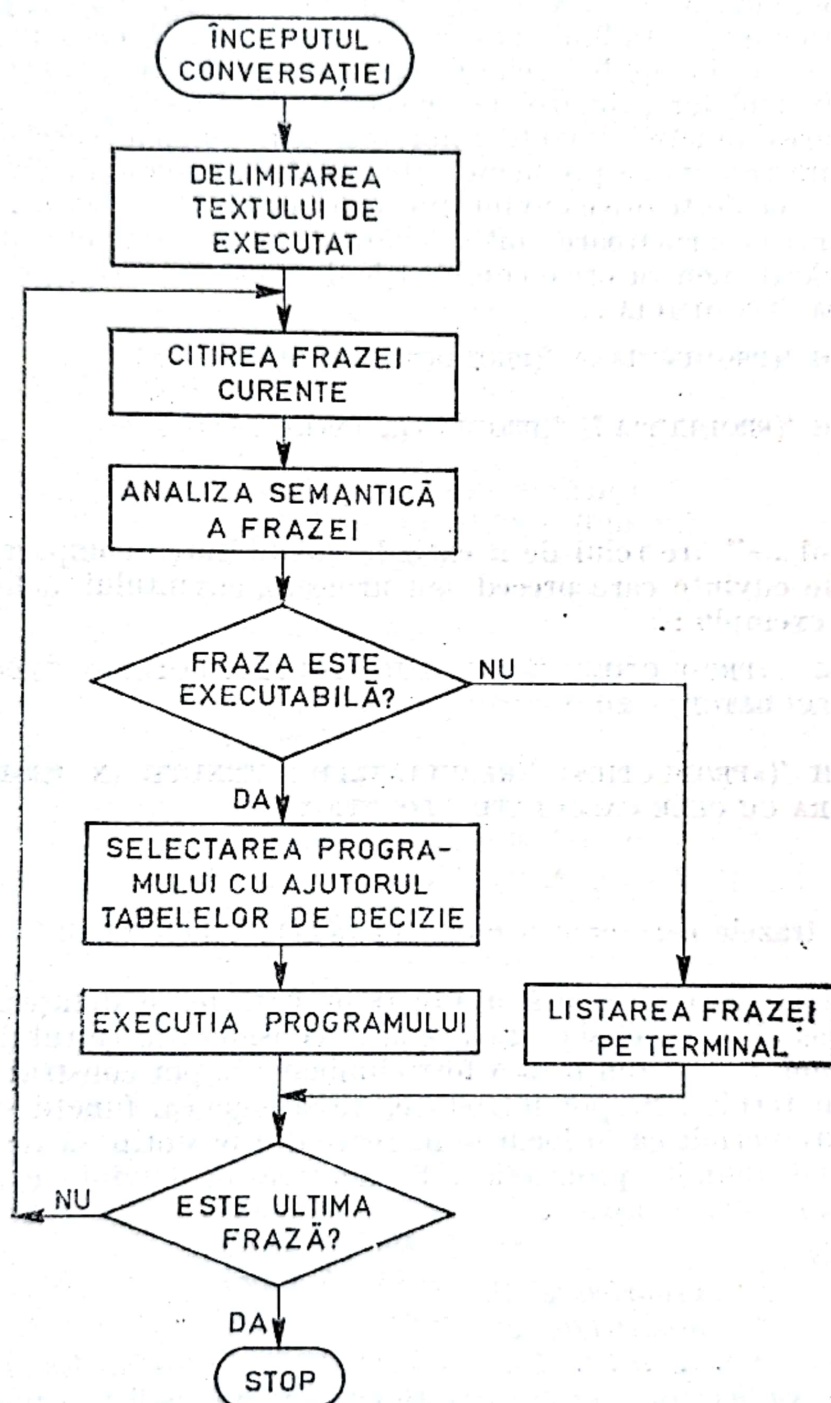 ÎNCEPUTUL
CONVERSAȚIEI
DELIMITAREA
TEXTULUI DE
EXECUTAT
CITIREA FRAZEI
CURENTE
ANALIZA SEMANTICĂ
A FRAZEI
FRAZA ESTE
EXECUTABILĂ?
NU
DA
SELECTAREA PROGRA-
MULUI CU AJUTORUL
TABELELOR DE DECIZIE
EXECUTIA PROGRAMULUI
LISTAREA FRAZEI
PE TERMINAL
ESTE ULTIMA
FRAZĂ?
NU
DA
STOP